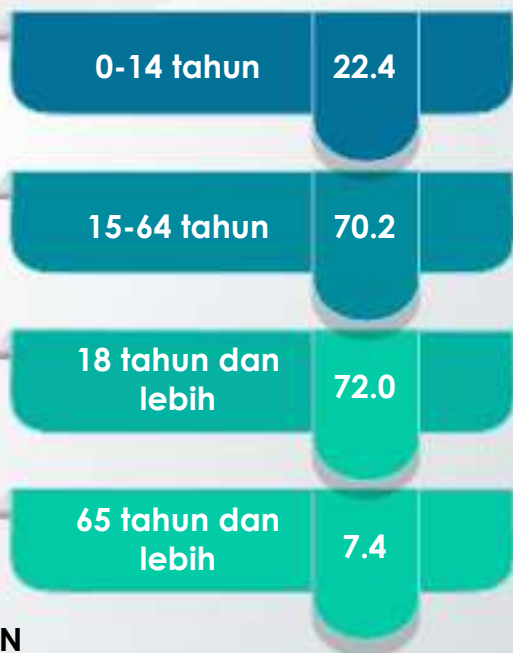 0-14 tahun 22.4
15-64 tahun 70.2
18 tahun dan
lebih 72.0
65 tahun dan
lebih 7.4
N